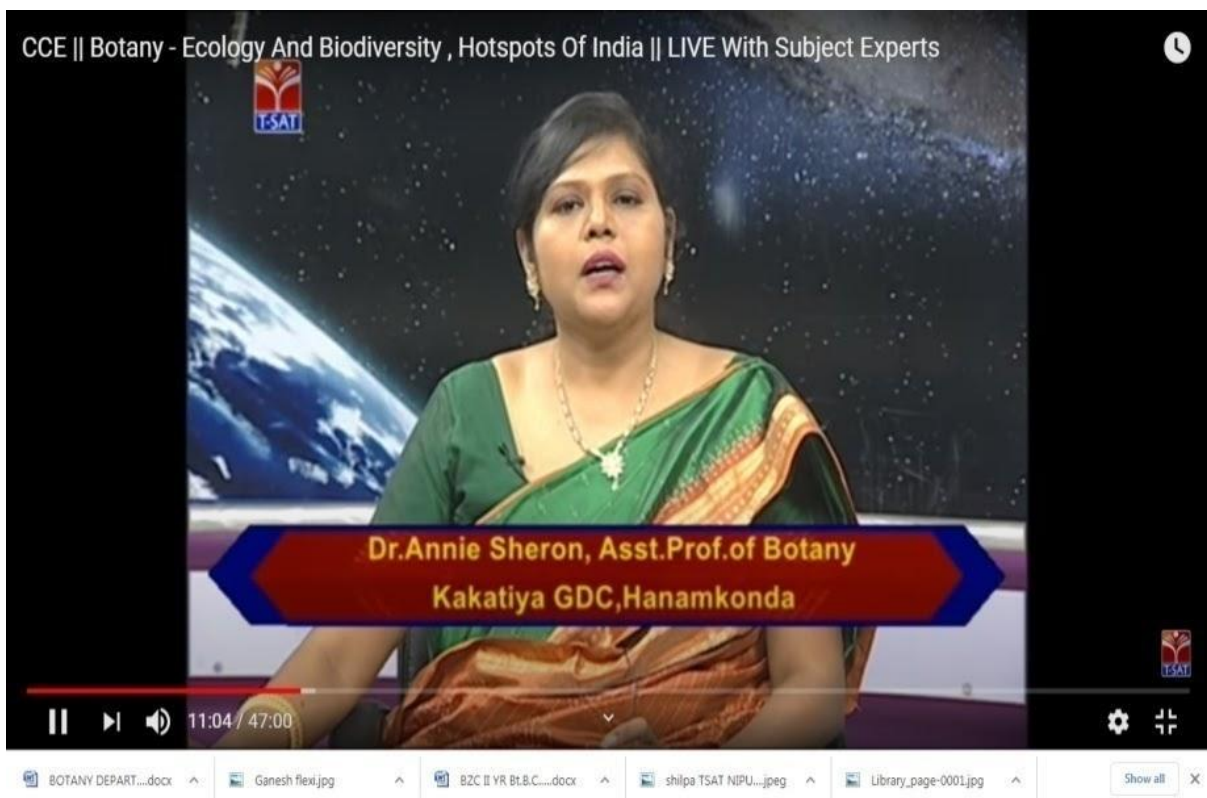 CCE || Botany - Ecology And Biodiversity , Hotspots Of India || LIVE With Subject Experts
T-SAT
Dr.Annie Sheron, Asst.Prof.of Botany
Kakatiya GDC,Hanamkonda
T-SAT
11:04 / 47:00
BOTANY DEPART....docx
Ganesh flexi.jpg
BZC II YR Bt.B.C.....docx
shilpa TSAT NIPU....jpeg
Library_page-0001.jpg
Show all